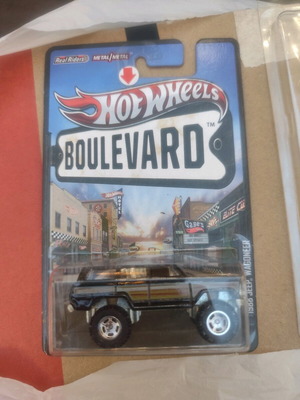 Real Riders
METAL/METAL
HOT WHEELS
BOULEVARD
TM
1988 JEEP WAGONEER